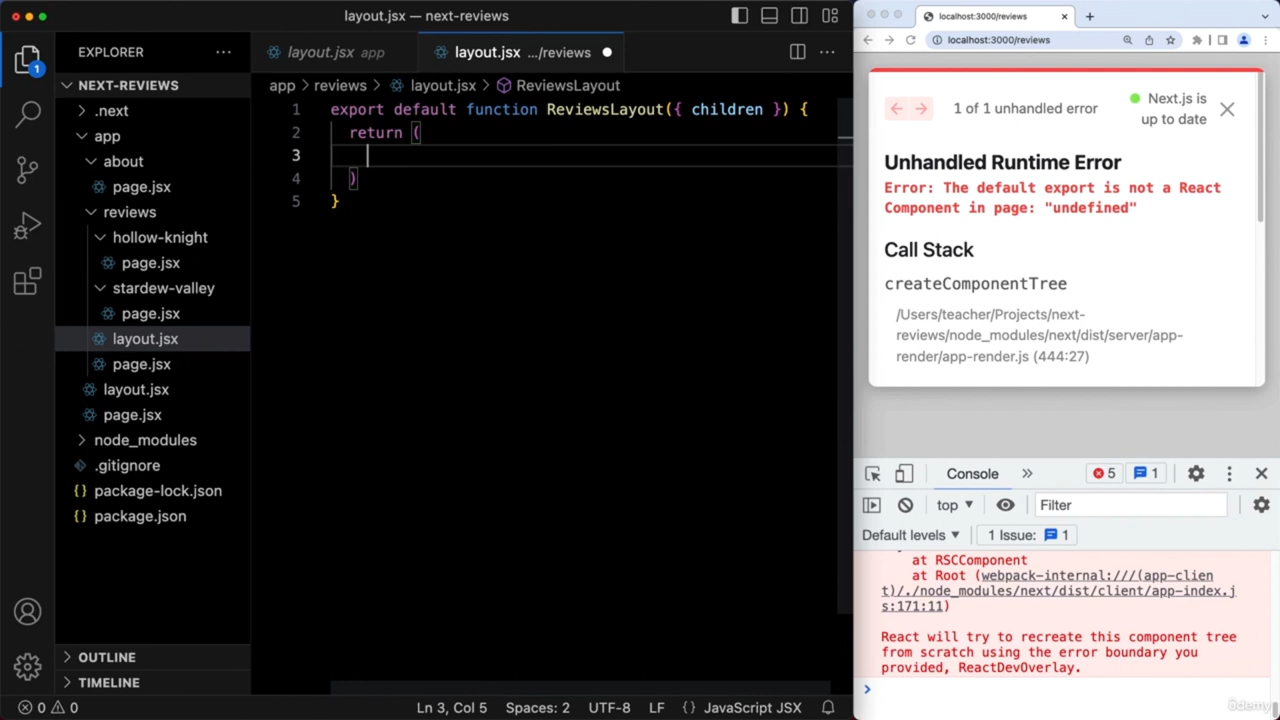 layout.jsx — next-reviews
EXPLORER
NEXT-REVIEWS
.next
app
about
page.jsx
reviews
hollow-knight
page.jsx
stardew-valley
page.jsx
layout.jsx
page.jsx
layout.jsx
page.jsx
node_modules
.gitignore
{} package-lock.json
{} package.json
OUTLINE
TIMELINE
1
layout.jsx app
layout.jsx .../reviews
app > reviews > layout.jsx > ReviewsLayout
1 export default function ReviewsLayout({ children }) {
2 return (
3
4 )
5 }
0 0
Ln 3, Col 5 Spaces: 2 UTF-8 LF {} JavaScript JSX
localhost:3000/reviews
localhost:3000/reviews
1 of 1 unhandled error
Next.js is
up to date
Unhandled Runtime Error
Error: The default export is not a React
Component in page: "undefined"
Call Stack
createComponentTree
/Users/teacher/Projects/next-
reviews/node_modules/next/dist/server/app-
render/app-render.js (444:27)
Console » 5 1
top Filter
Default levels 1 Issue: 1
at RSCComponent
at Root (webpack-internal:///(app-clien
t)/./node_modules/next/dist/client/app-index.j
s:171:11)
React will try to recreate this component tree
from scratch using the error boundary you
provided, ReactDevOverlay.
>
ûdemy